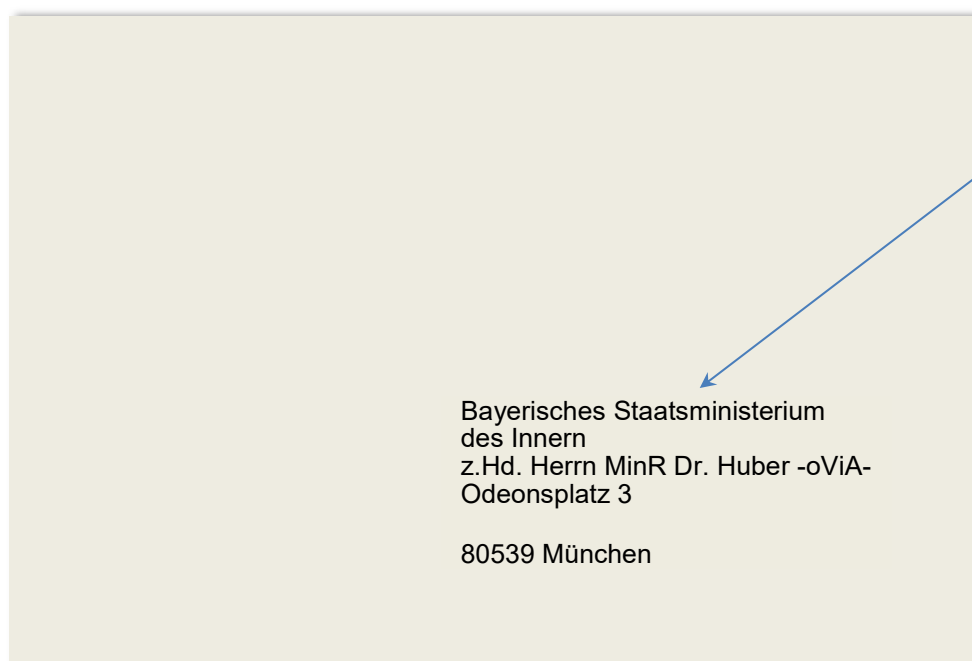 Bayerisches Staatsministerium
des Innern
z.Hd. Herrn MinR Dr. Huber -oViA-
Odeonsplatz 3
80539 München